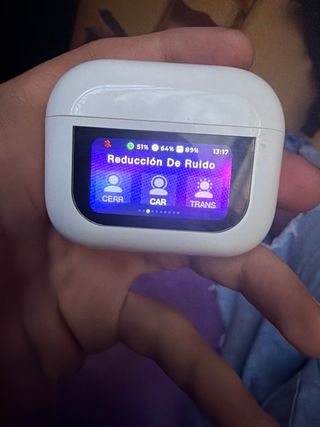 51% 64% 89% 13:17
Reducción De Ruido
CERR CAR TRANS